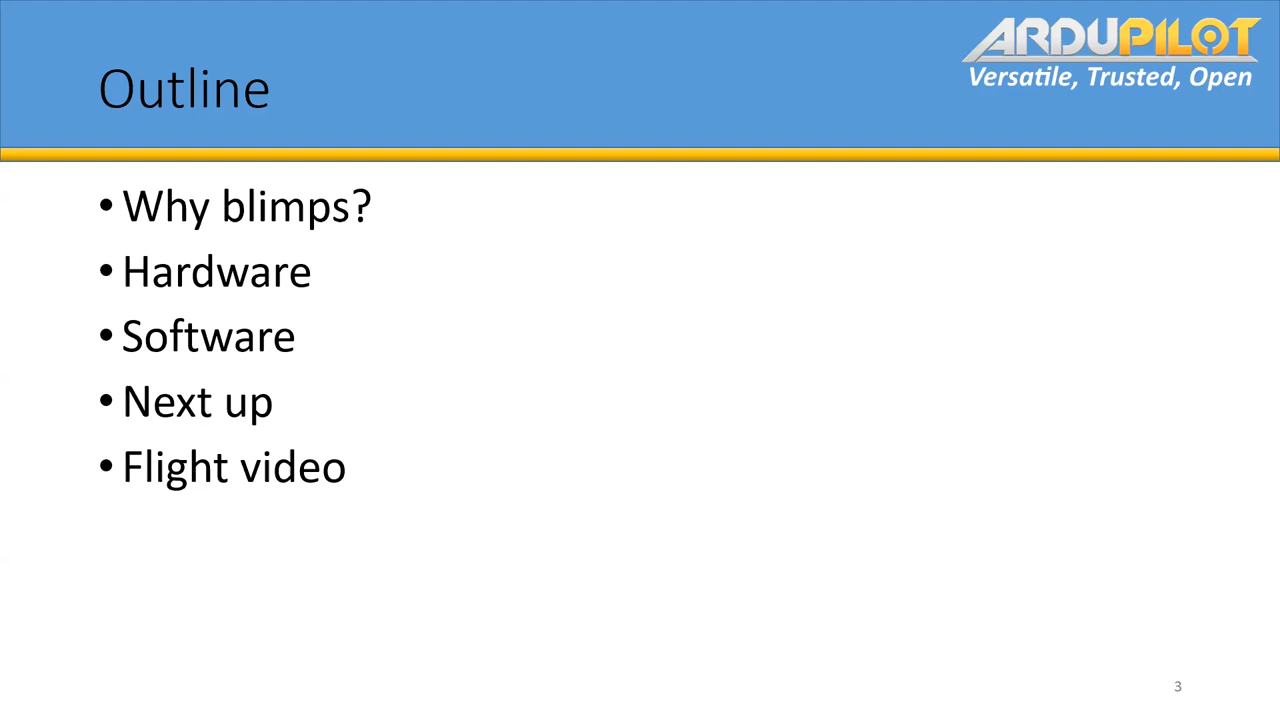 ARDUPILOT
Versatile, Trusted, Open
Outline
• Why blimps?
• Hardware
• Software
• Next up
• Flight video
3